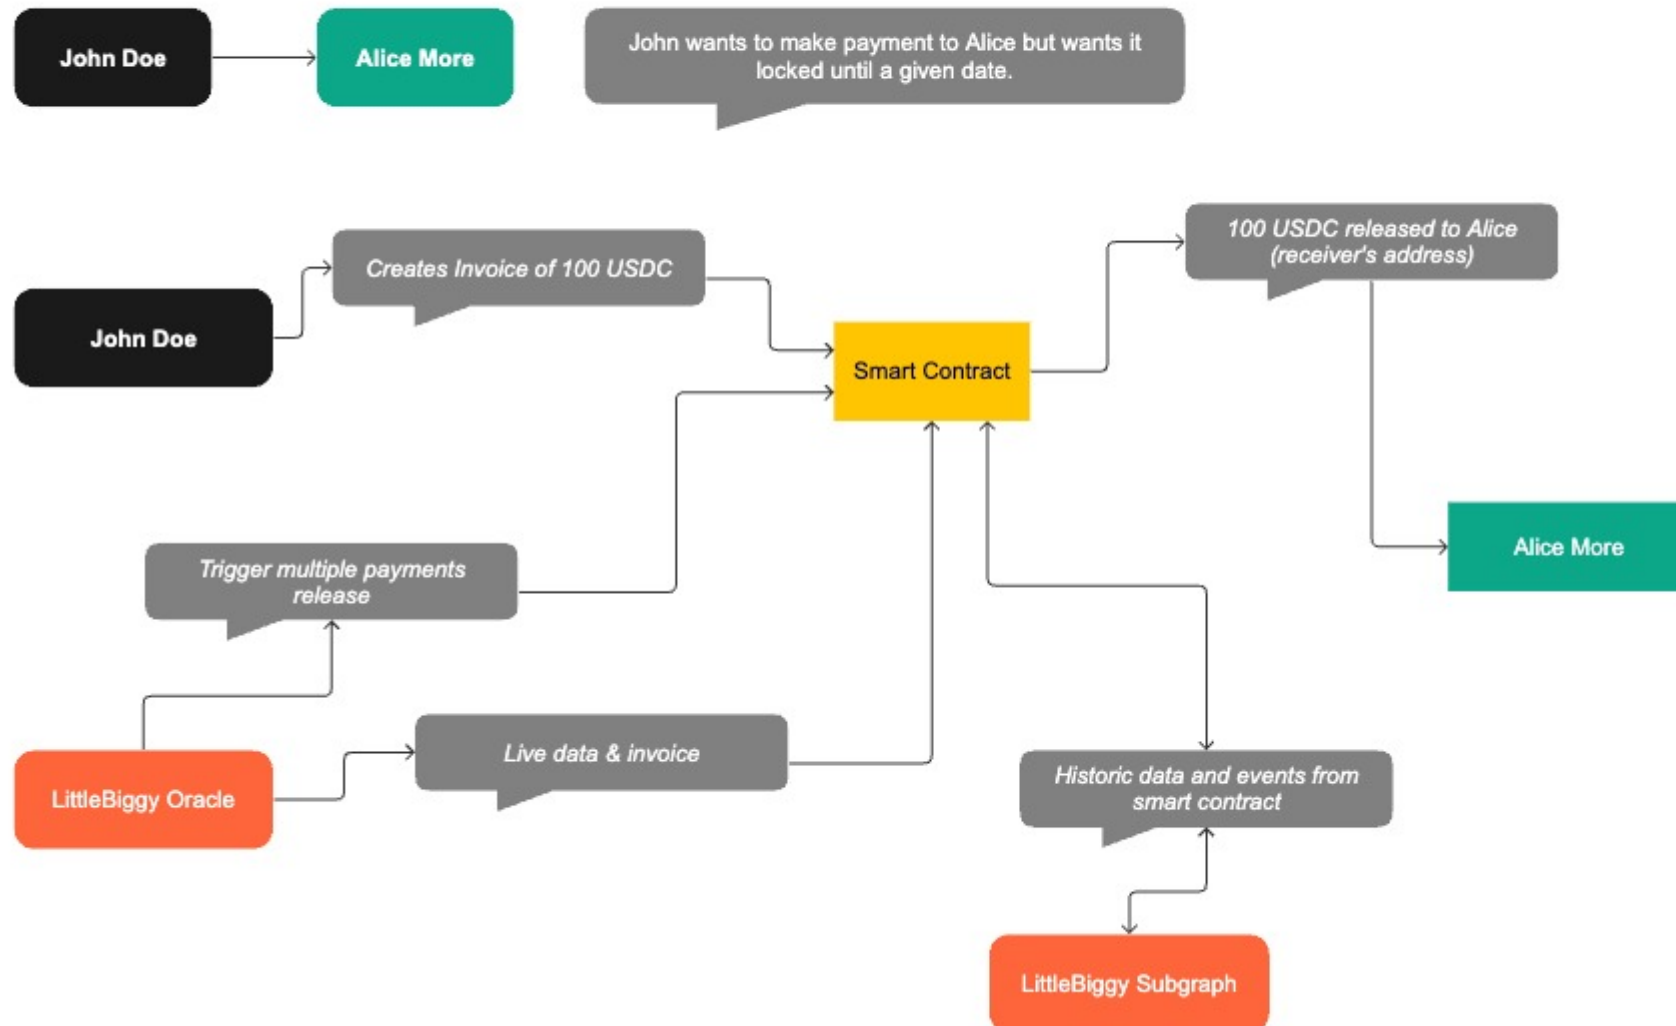 John Doe
Alice More
John wants to make payment to Alice but wants it
locked until a given date.
100 USDC released to Alice
(receiver's address)
Creates Invoice of 100 USDC
John Doe
Smart Contract
Alice More
Trigger multiple payments
release
Live data & invoice
LittleBiggy Oracle
Historic data and events from
smart contract
LittleBiggy Subgraph